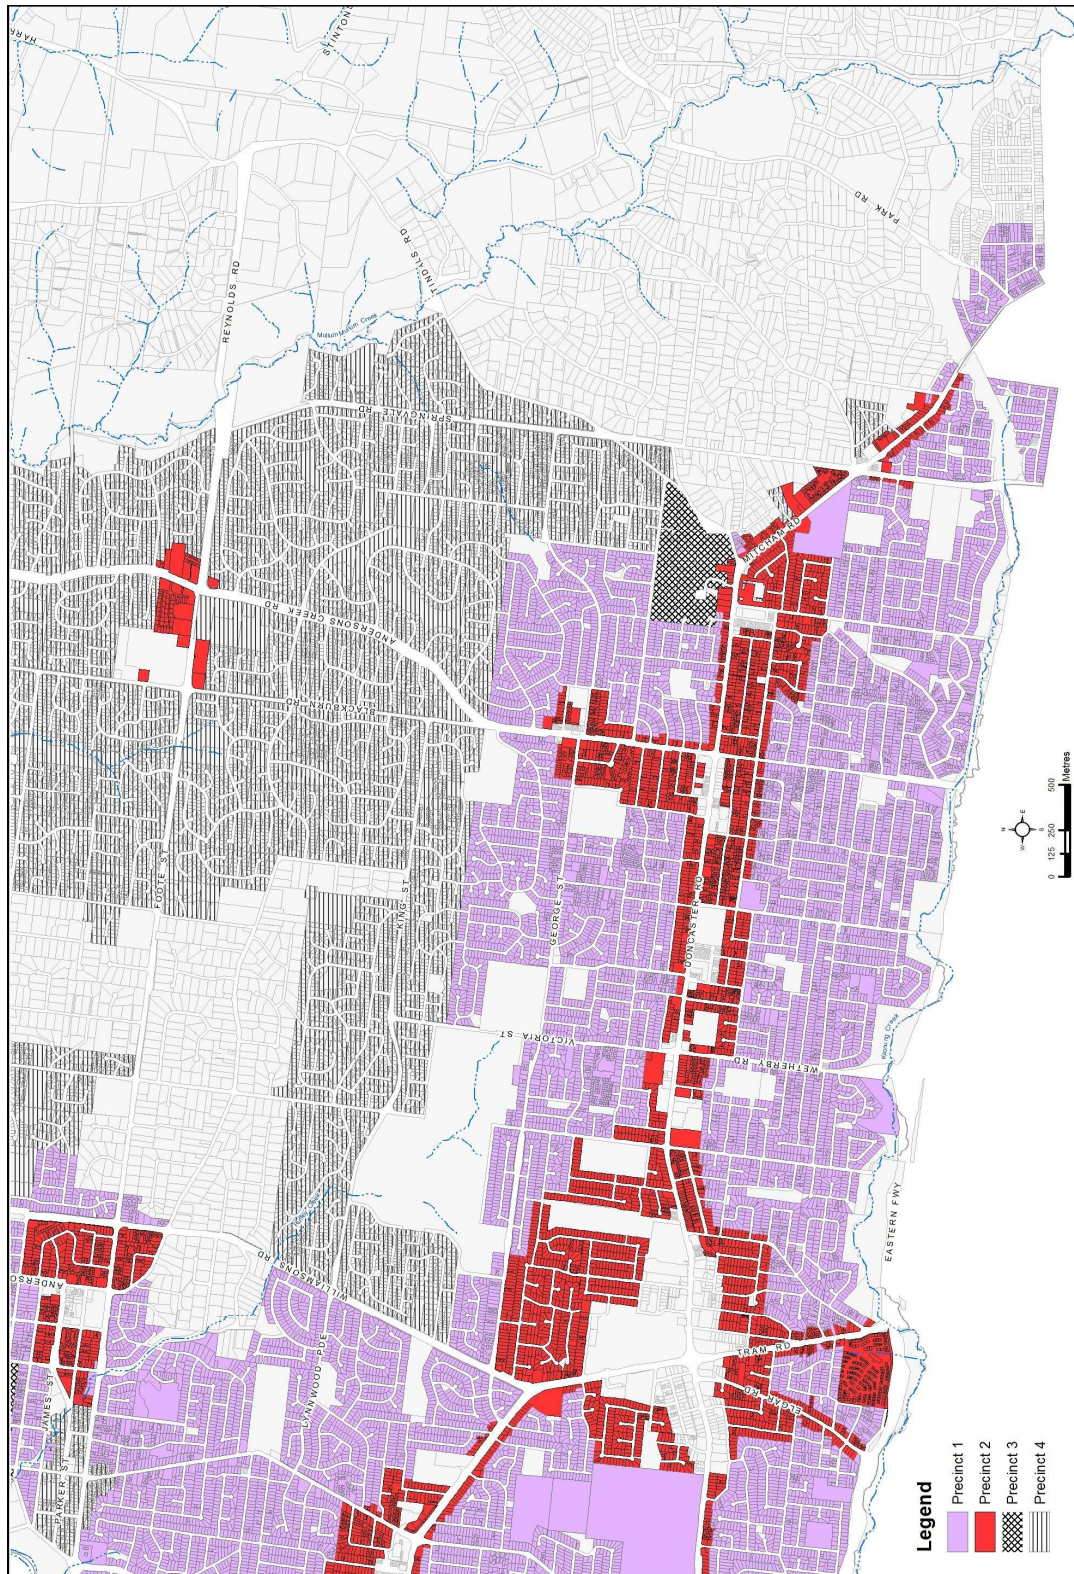 HARR
STINTONS
REYNOLDS RD
TINDALS RD
PARK RD
Mullum Mullum Creek
SPRINGVALE RD
ANDERSONS CREEK RD
BLACKBURN RD
MITCHAM RD
FOOTE ST
KING ST
GEORGE ST
DONCASTER RD
VICTORIA ST
WETHERBY RD
Koonung Creek
EASTERN FWY
ANDERSO
WILLIAMSONS RD
JAMES ST
PARKER ST
LYNNWOOD PDE
TRAM RD
ELGAR RD
N
W
E
S
0 125 250 500
Metres
Legend
Precinct 1
Precinct 2
Precinct 3
Precinct 4